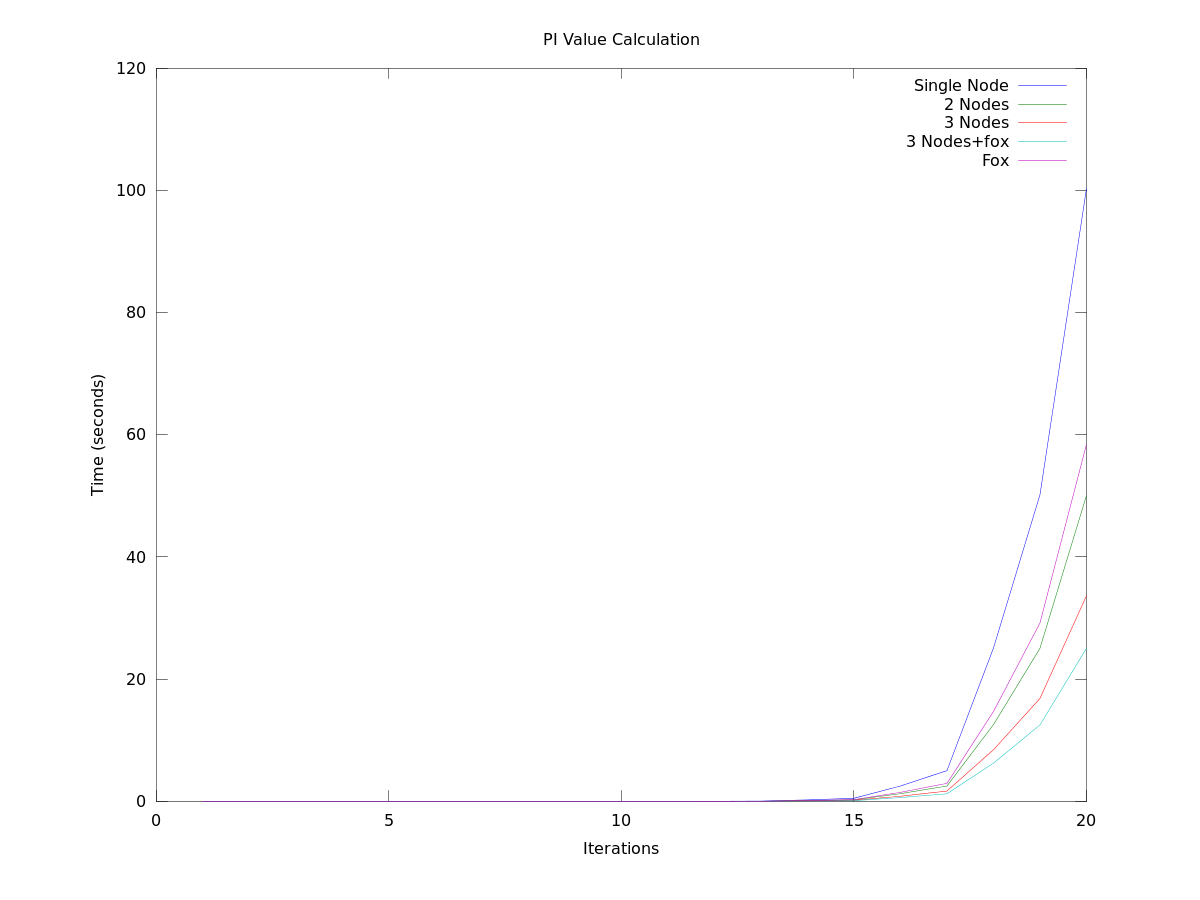 PI Value Calculation
120
100
80
60
40
20
0
Time (seconds)
Single Node
2 Nodes
3 Nodes
3 Nodes+fox
Fox
0 5 10 15 20
Iterations